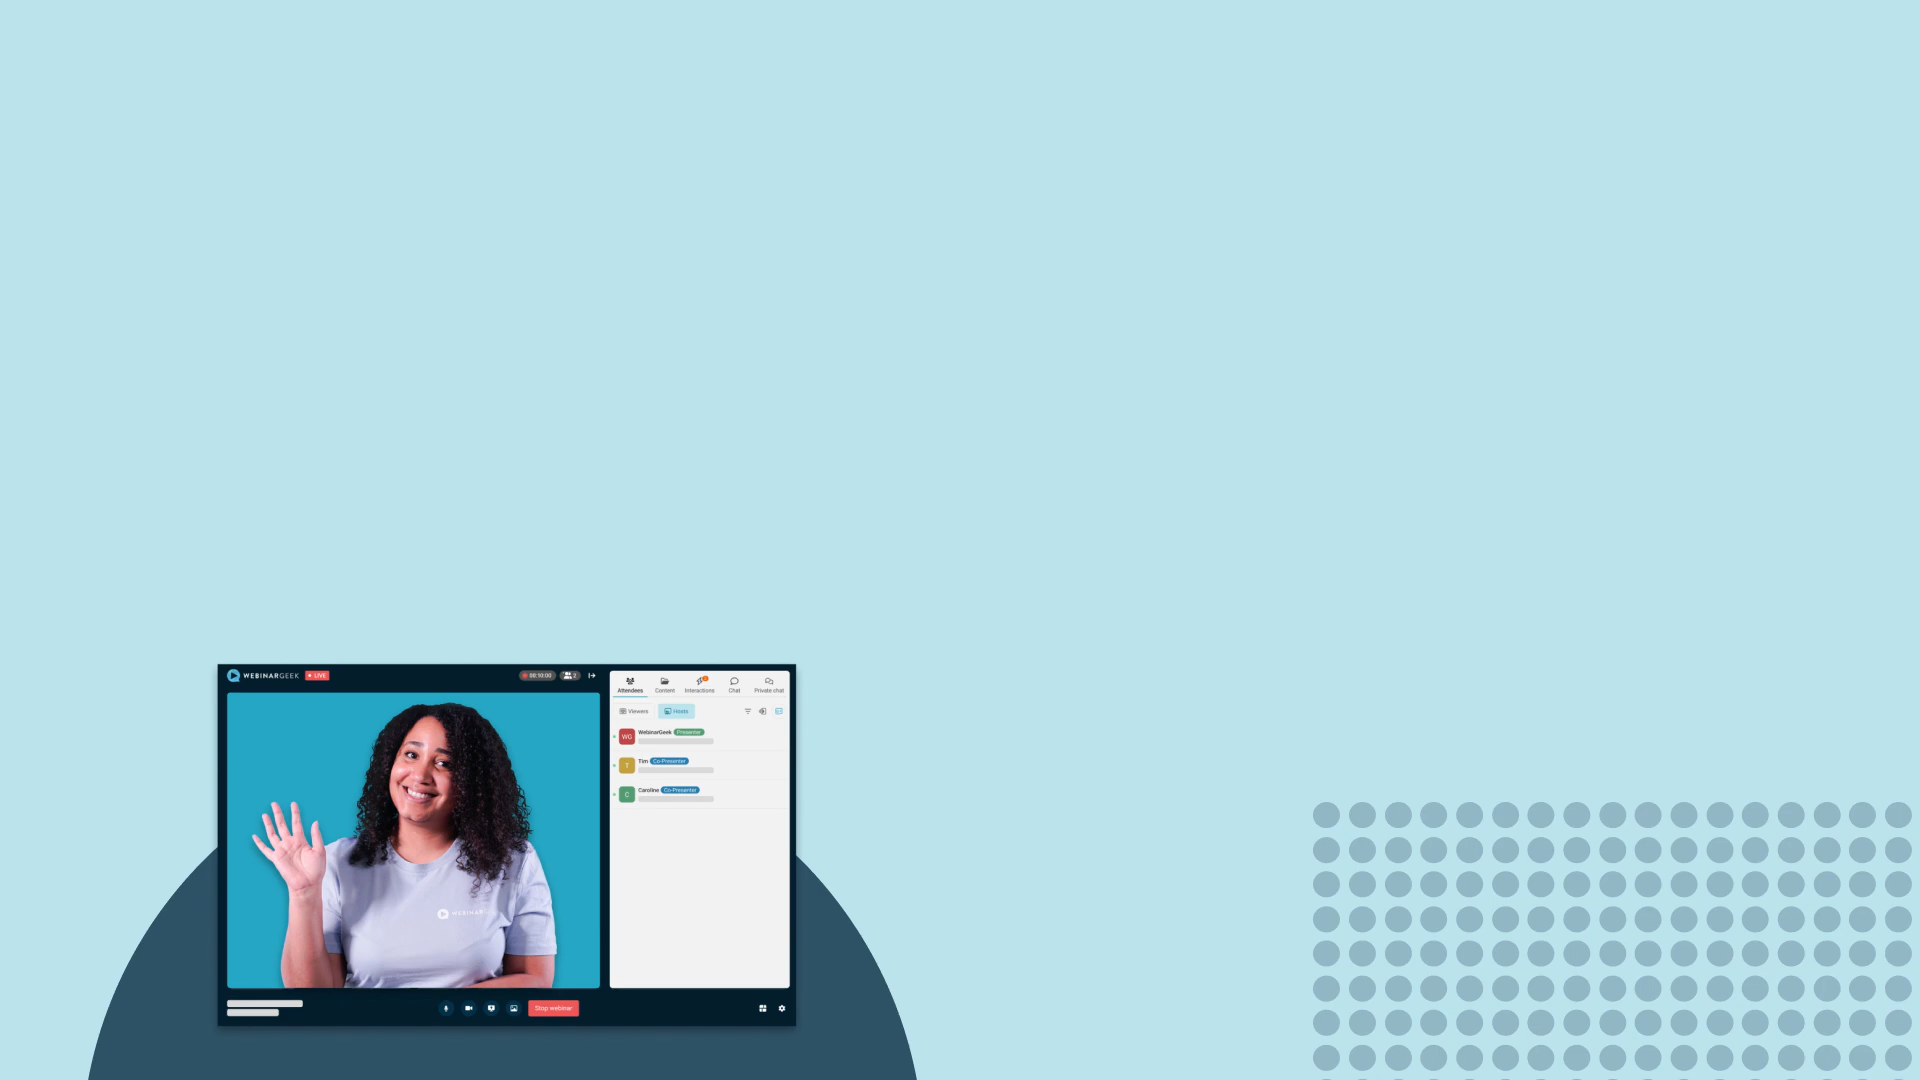 WEBINARGEEK
LIVE
00:10:00
2
Attendees
Content
Interactions
Chat
Private chat
Viewers
Hosts
WG
WebinarGeek
Presenter
T
Tim
Co-Presenter
C
Caroline
Co-Presenter
WEBINAR
Stop webinar